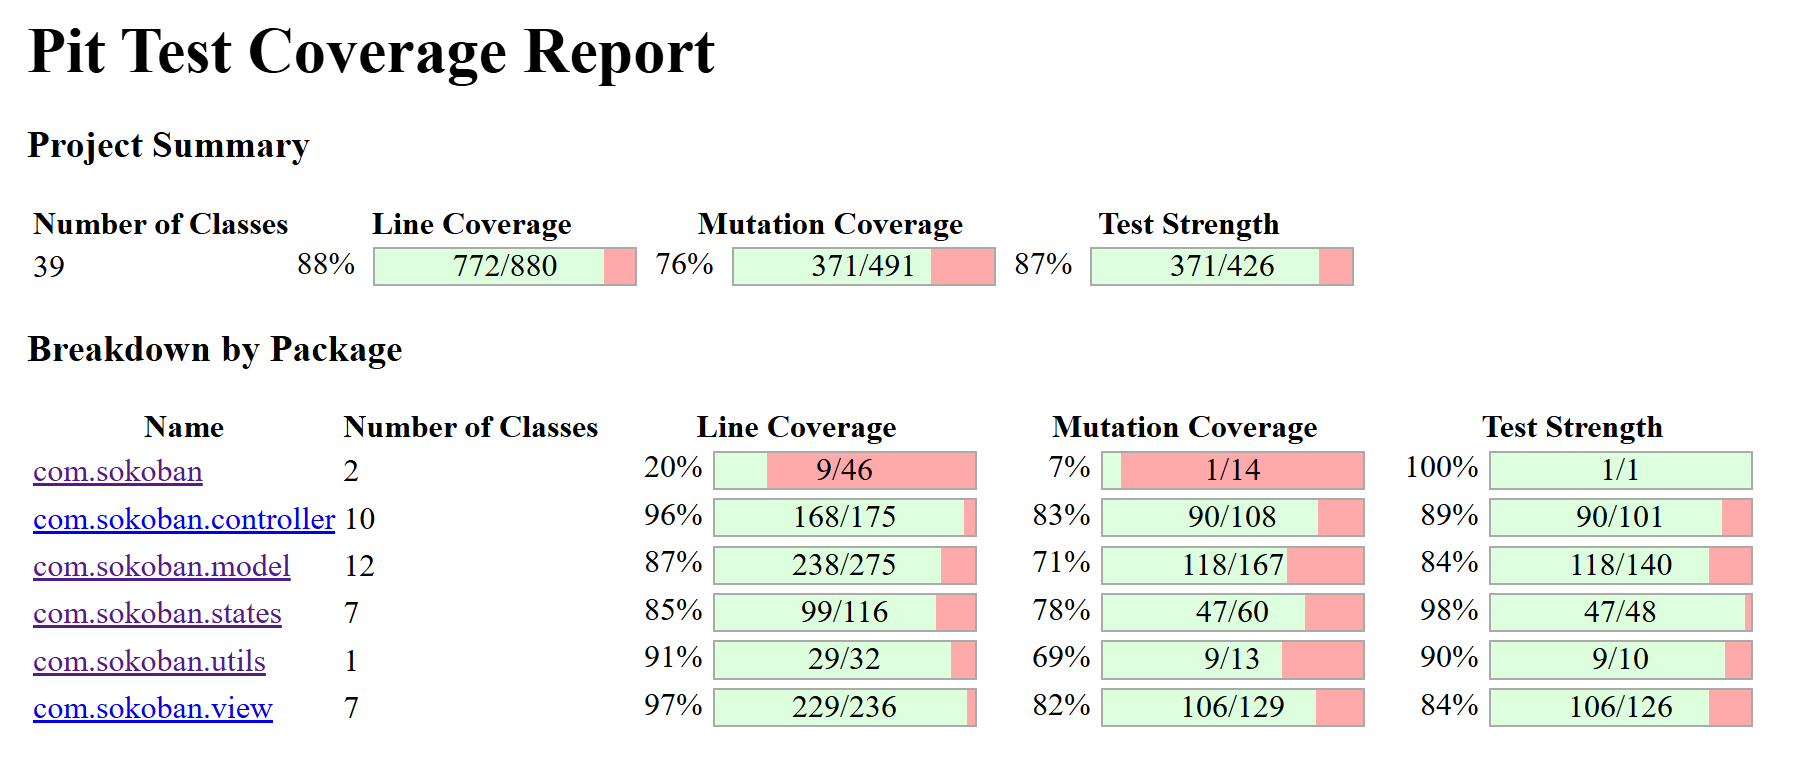 Pit Test Coverage Report
Project Summary
Number of Classes Line Coverage Mutation Coverage Test Strength
39 88% 772/880 76% 371/491 87% 371/426
Breakdown by Package
Name Number of Classes Line Coverage Mutation Coverage Test Strength
com.sokoban 2 20% 9/46 7% 1/14 100% 1/1
com.sokoban.controller 10 96% 168/175 83% 90/108 89% 90/101
com.sokoban.model 12 87% 238/275 71% 118/167 84% 118/140
com.sokoban.states 7 85% 99/116 78% 47/60 98% 47/48
com.sokoban.utils 1 91% 29/32 69% 9/13 90% 9/10
com.sokoban.view 7 97% 229/236 82% 106/129 84% 106/126